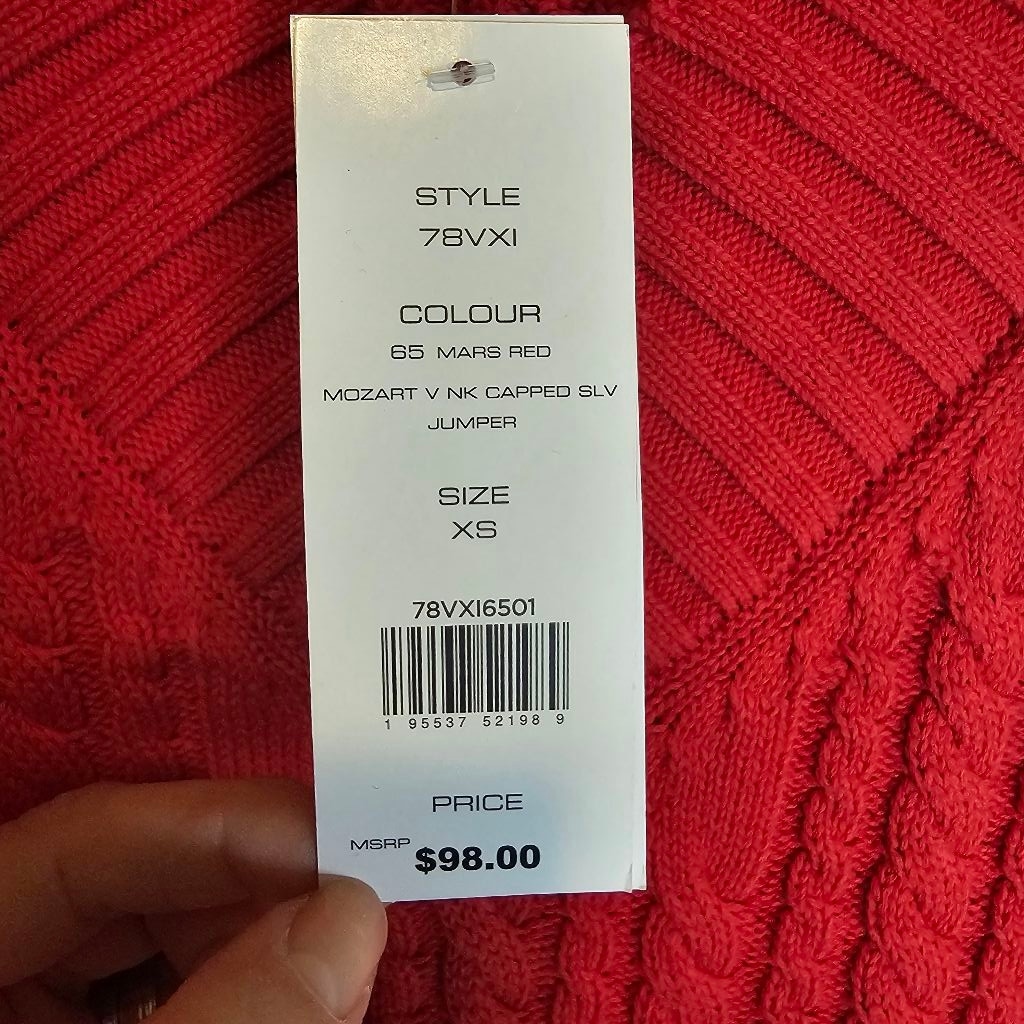 STYLE
78VXI
COLOUR
65 MARS RED
MOZART V NK CAPPED SLV
JUMPER
SIZE
XS
78VXI6501
1 95537 52198 9
PRICE
MSRP $98.00